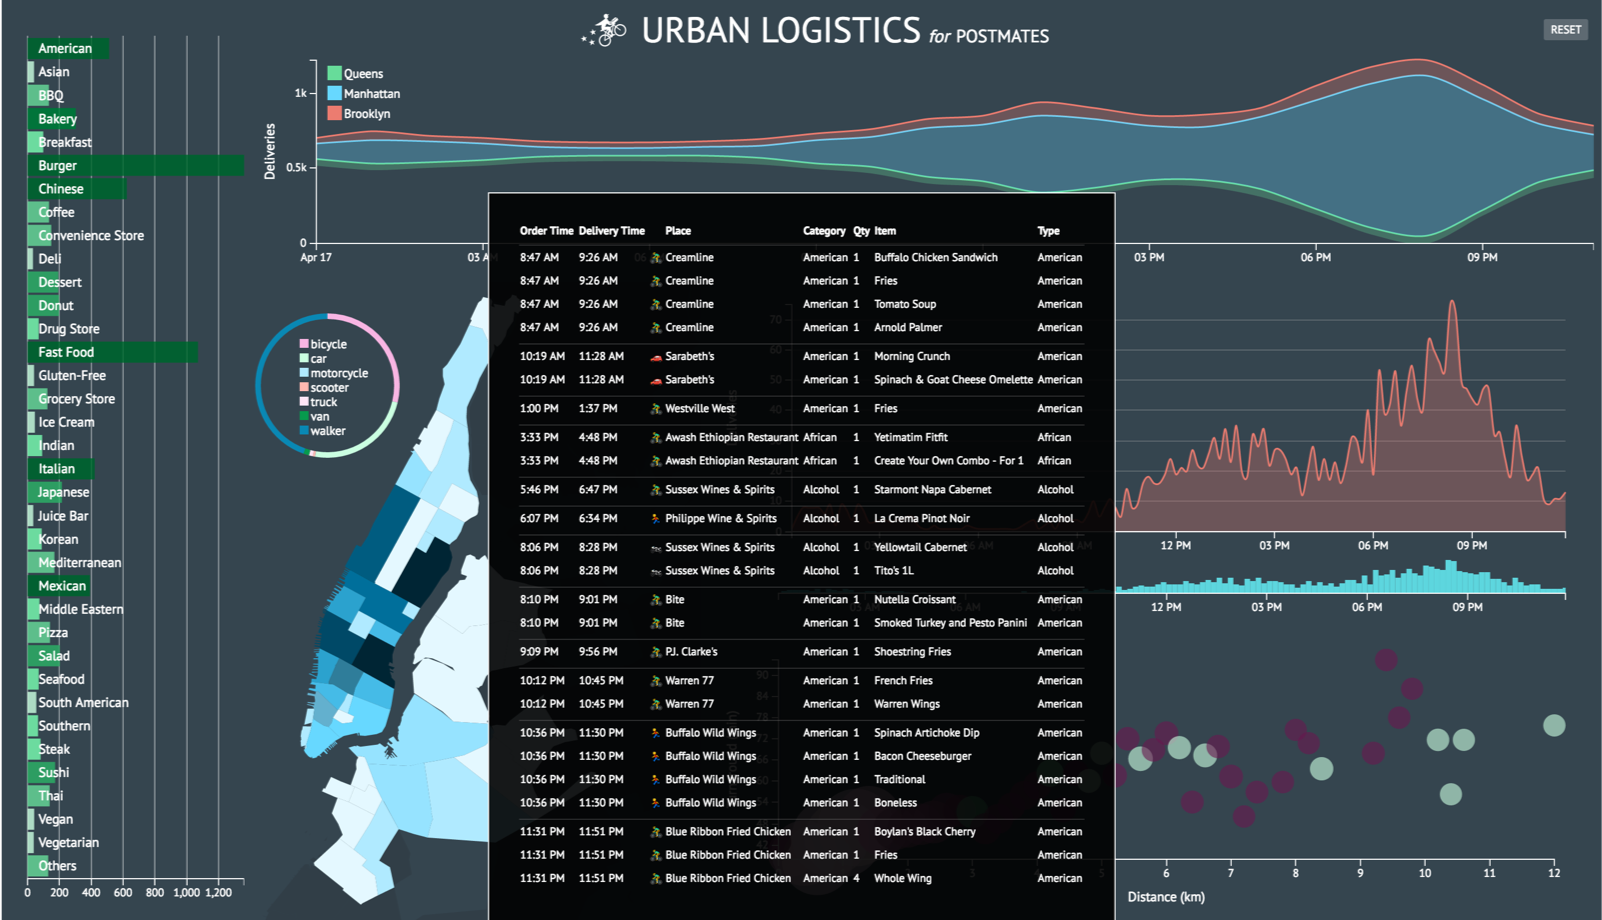 URBAN LOGISTICS for POSTMATES
RESET
American
Asian
BBQ
Bakery
Breakfast
Burger
Chinese
Coffee
Convenience Store
Deli
Dessert
Donut
Drug Store
Fast Food
Gluten-Free
Grocery Store
Ice Cream
Indian
Italian
Japanese
Juice Bar
Korean
Mediterranean
Mexican
Middle Eastern
Pizza
Salad
Seafood
South American
Southern
Steak
Sushi
Thai
Vegan
Vegetarian
Others
0 200 400 600 800 1,000 1,200
Queens
Manhattan
Brooklyn
Deliveries
1k
0.5k
0
Apr 17 03 A 03 PM 06 PM 09 PM
bicycle
car
motorcycle
scooter
truck
van
walker
Order Time Delivery Time Place Category Qty Item Type
8:47 AM 9:26 AM Creamline American 1 Buffalo Chicken Sandwich American
8:47 AM 9:26 AM Creamline American 1 Fries American
8:47 AM 9:26 AM Creamline American 1 Tomato Soup American
8:47 AM 9:26 AM Creamline American 1 Arnold Palmer American
10:19 AM 11:28 AM Sarabeth's American 1 Morning Crunch American
10:19 AM 11:28 AM Sarabeth's American 1 Spinach & Goat Cheese Omelette American
1:00 PM 1:37 PM Westville West American 1 Fries American
3:33 PM 4:48 PM Awash Ethiopian Restaurant African 1 Yetimatim Fitfit African
3:33 PM 4:48 PM Awash Ethiopian Restaurant African 1 Create Your Own Combo - For 1 African
5:46 PM 6:47 PM Sussex Wines & Spirits Alcohol 1 Starmont Napa Cabernet Alcohol
6:07 PM 6:34 PM Philippe Wine & Spirits Alcohol 1 La Crema Pinot Noir Alcohol
8:06 PM 8:28 PM Sussex Wines & Spirits Alcohol 1 Yellowtail Cabernet Alcohol
8:06 PM 8:28 PM Sussex Wines & Spirits Alcohol 1 Tito's 1L Alcohol
8:10 PM 9:01 PM Bite American 1 Nutella Croissant American
8:10 PM 9:01 PM Bite American 1 Smoked Turkey and Pesto Panini American
9:09 PM 9:56 PM P.J. Clarke's American 1 Shoestring Fries American
10:12 PM 10:45 PM Warren 77 American 1 French Fries American
10:12 PM 10:45 PM Warren 77 American 1 Warren Wings American
10:36 PM 11:30 PM Buffalo Wild Wings American 1 Spinach Artichoke Dip American
10:36 PM 11:30 PM Buffalo Wild Wings American 1 Bacon Cheeseburger American
10:36 PM 11:30 PM Buffalo Wild Wings American 1 Traditional American
10:36 PM 11:30 PM Buffalo Wild Wings American 1 Boneless American
11:31 PM 11:51 PM Blue Ribbon Fried Chicken American 1 Boylan's Black Cherry American
11:31 PM 11:51 PM Blue Ribbon Fried Chicken American 1 Fries American
11:31 PM 11:51 PM Blue Ribbon Fried Chicken American 4 Whole Wing American
12 PM 03 PM 06 PM 09 PM
12 PM 03 PM 06 PM 09 PM
6 7 8 9 10 11 12
Distance (km)